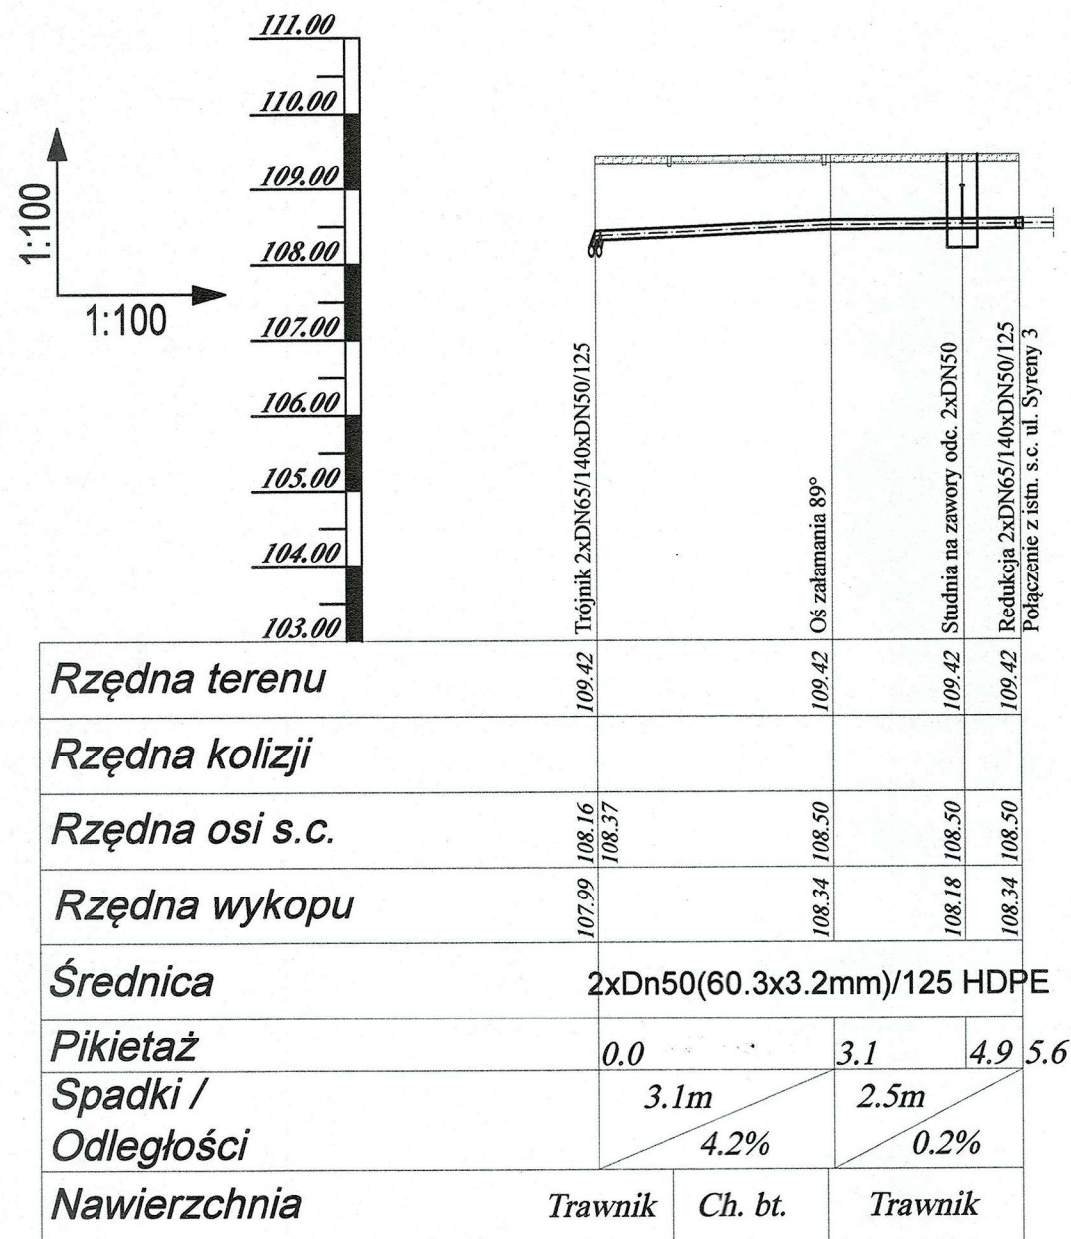 111.00
110.00
109.00
108.00
107.00
106.00
105.00
104.00
103.00
1:100
1:100
Trójnik 2xDN65/140xDN50/125
Oś załamania 89°
Studnia na zawory odc. 2xDN50
Redukcja 2xDN65/140xDN50/125
Połączenie z istn. s.c. ul. Syreny 3
Rzędna terenu 109.42 109.42 109.42 109.42
Rzędna kolizji
Rzędna osi s.c. 108.16 108.37 108.50 108.50 108.50
Rzędna wykopu 107.99 108.34 108.18 108.34
Średnica 2xDn50(60.3x3.2mm)/125 HDPE
Pikietaż 0.0 3.1 4.9 5.6
Spadki / 3.1m 2.5m
Odległości 4.2% 0.2%
Nawierzchnia Trawnik Ch. bt. Trawnik